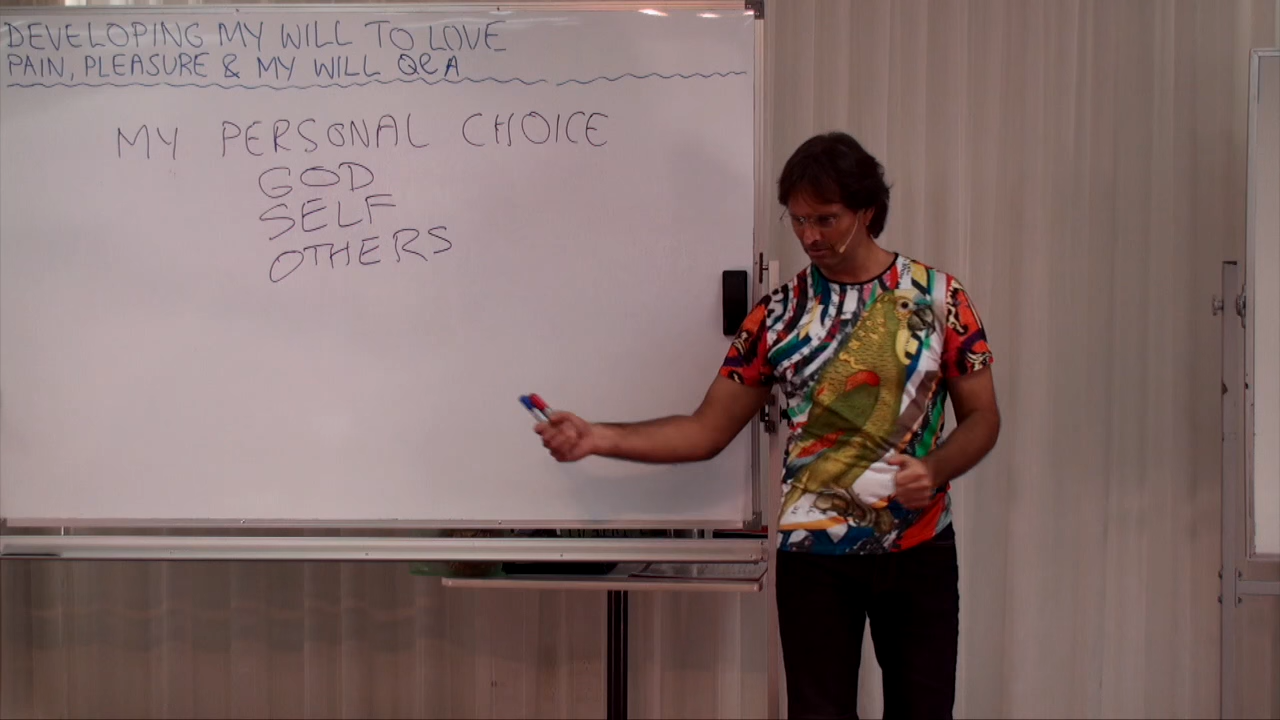 DEVELOPING MY WILL TO LOVE
PAIN, PLEASURE & MY WILL Q&A
MY PERSONAL CHOICE
GOD
SELF
OTHERS